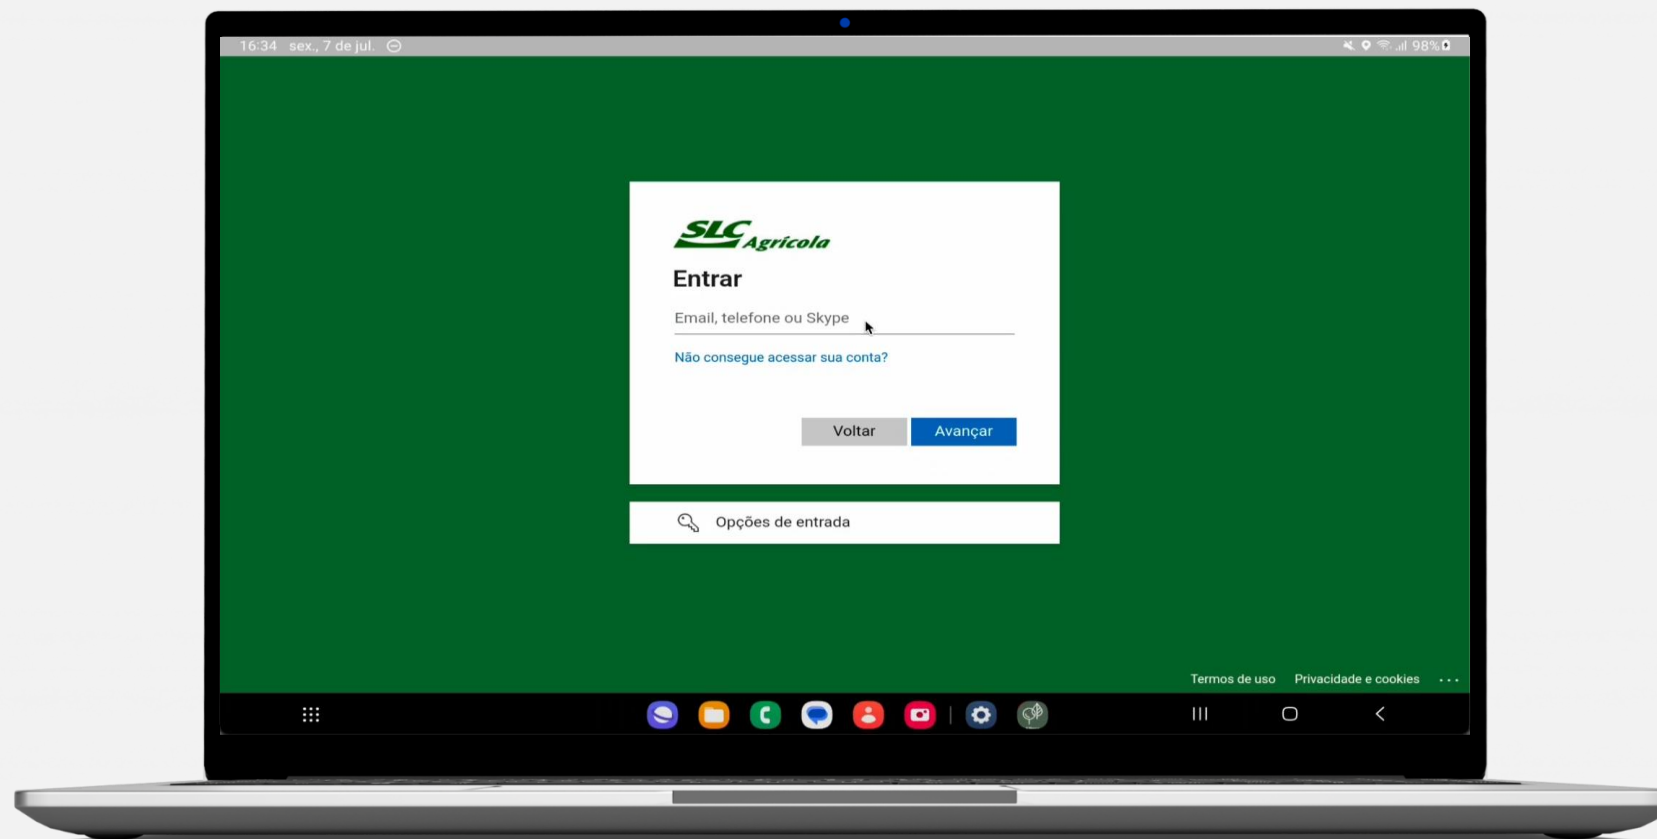 16:34 sex., 7 de jul.
98%
SLC Agrícola
Entrar
Email, telefone ou Skype
Não consegue acessar sua conta?
Voltar Avançar
Opções de entrada
Termos de uso Privacidade e cookies ...